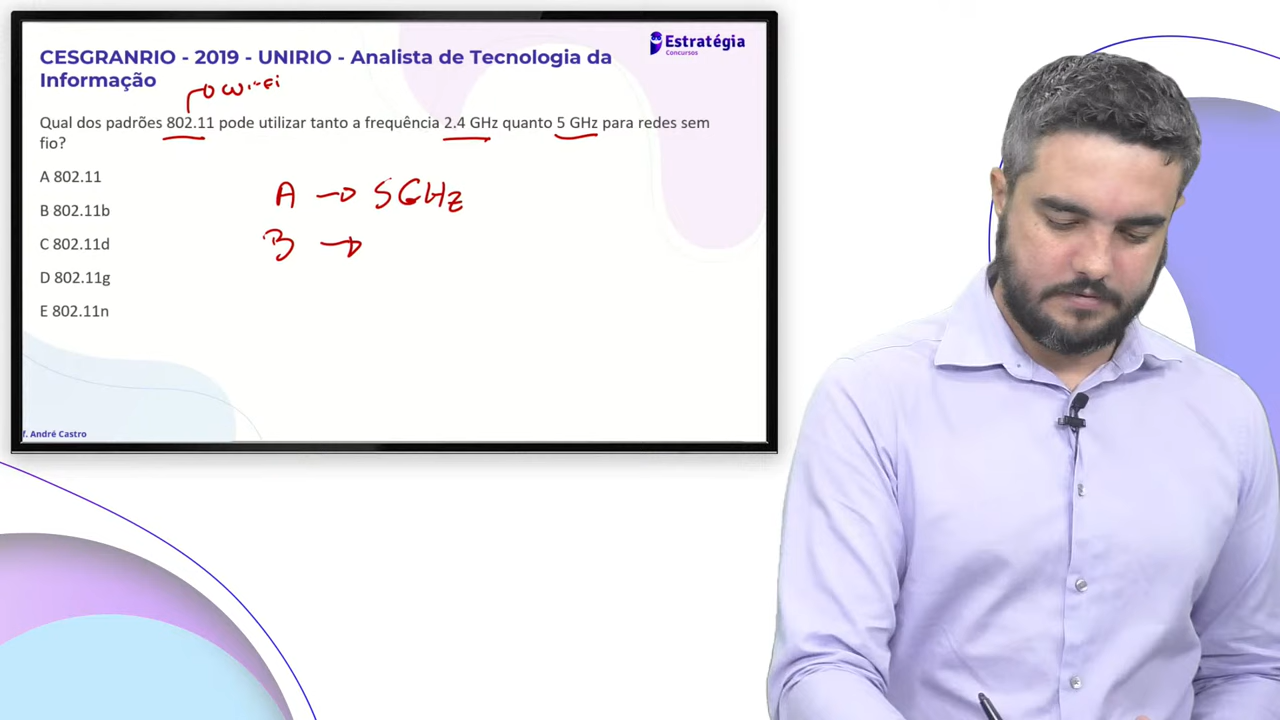 CESGRANRIO - 2019 - UNIRIO - Analista de Tecnologia da
Informação
Estratégia
Concursos
wi-fi
Qual dos padrões 802.11 pode utilizar tanto a frequência 2.4 GHz quanto 5 GHz para redes sem
fio?
A 802.11
B 802.11b
C 802.11d
D 802.11g
E 802.11n
A → 5GHz
B →
f. André Castro